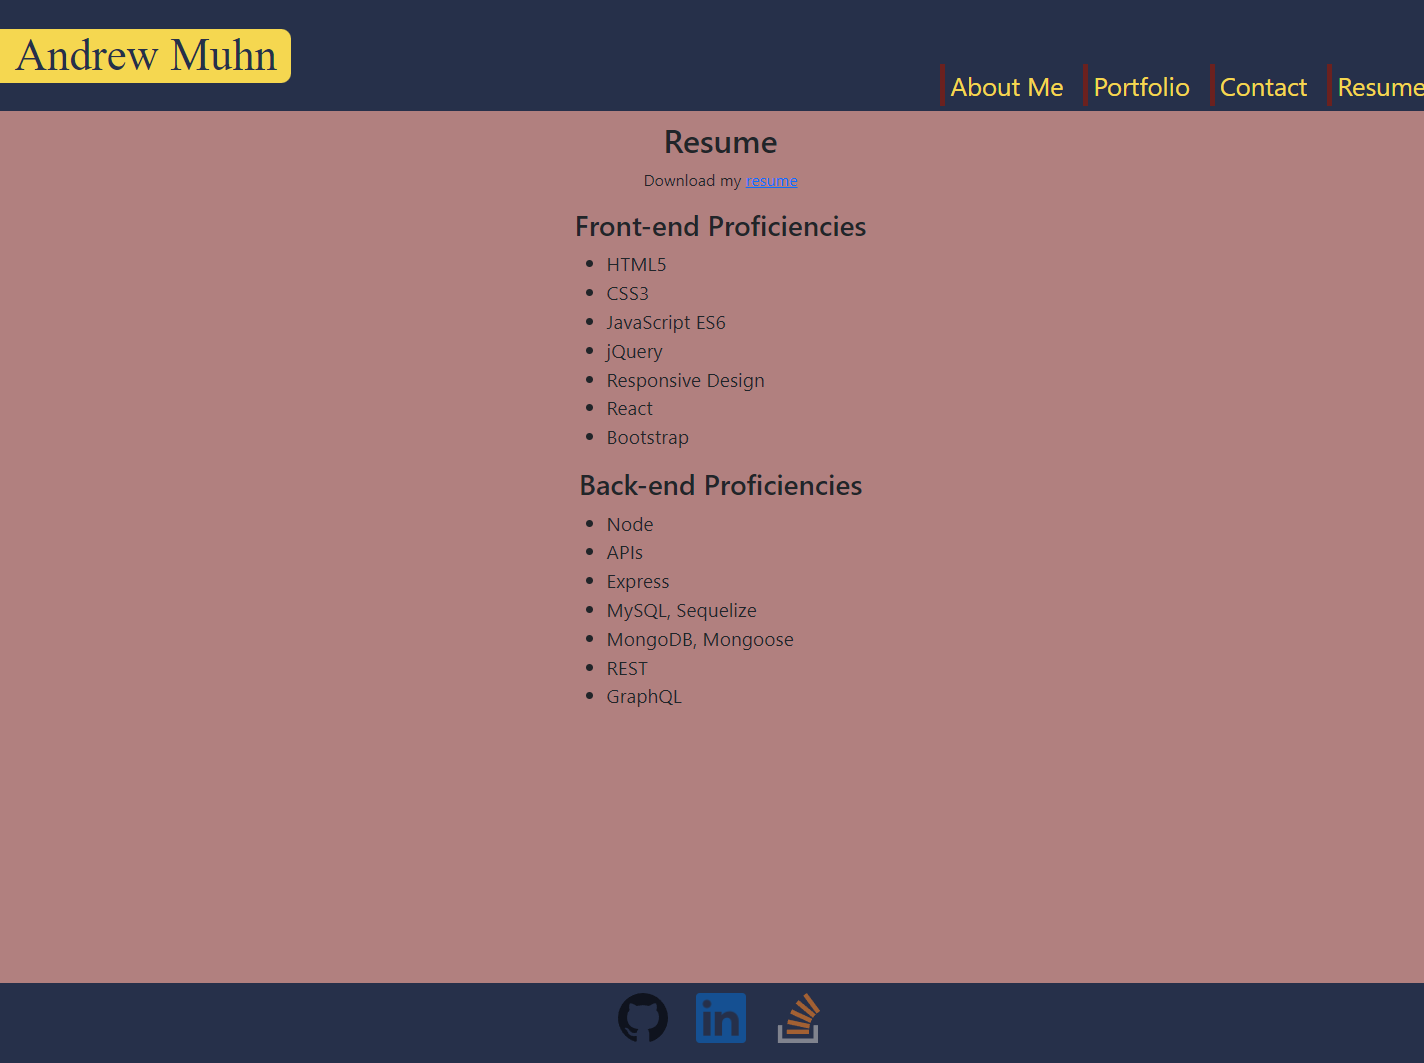 Andrew Muhn
About Me
Portfolio
Contact
Resume
Resume
Download my resume
Front-end Proficiencies
HTML5
CSS3
JavaScript ES6
jQuery
Responsive Design
React
Bootstrap
Back-end Proficiencies
Node
APIs
Express
MySQL, Sequelize
MongoDB, Mongoose
REST
GraphQL
in